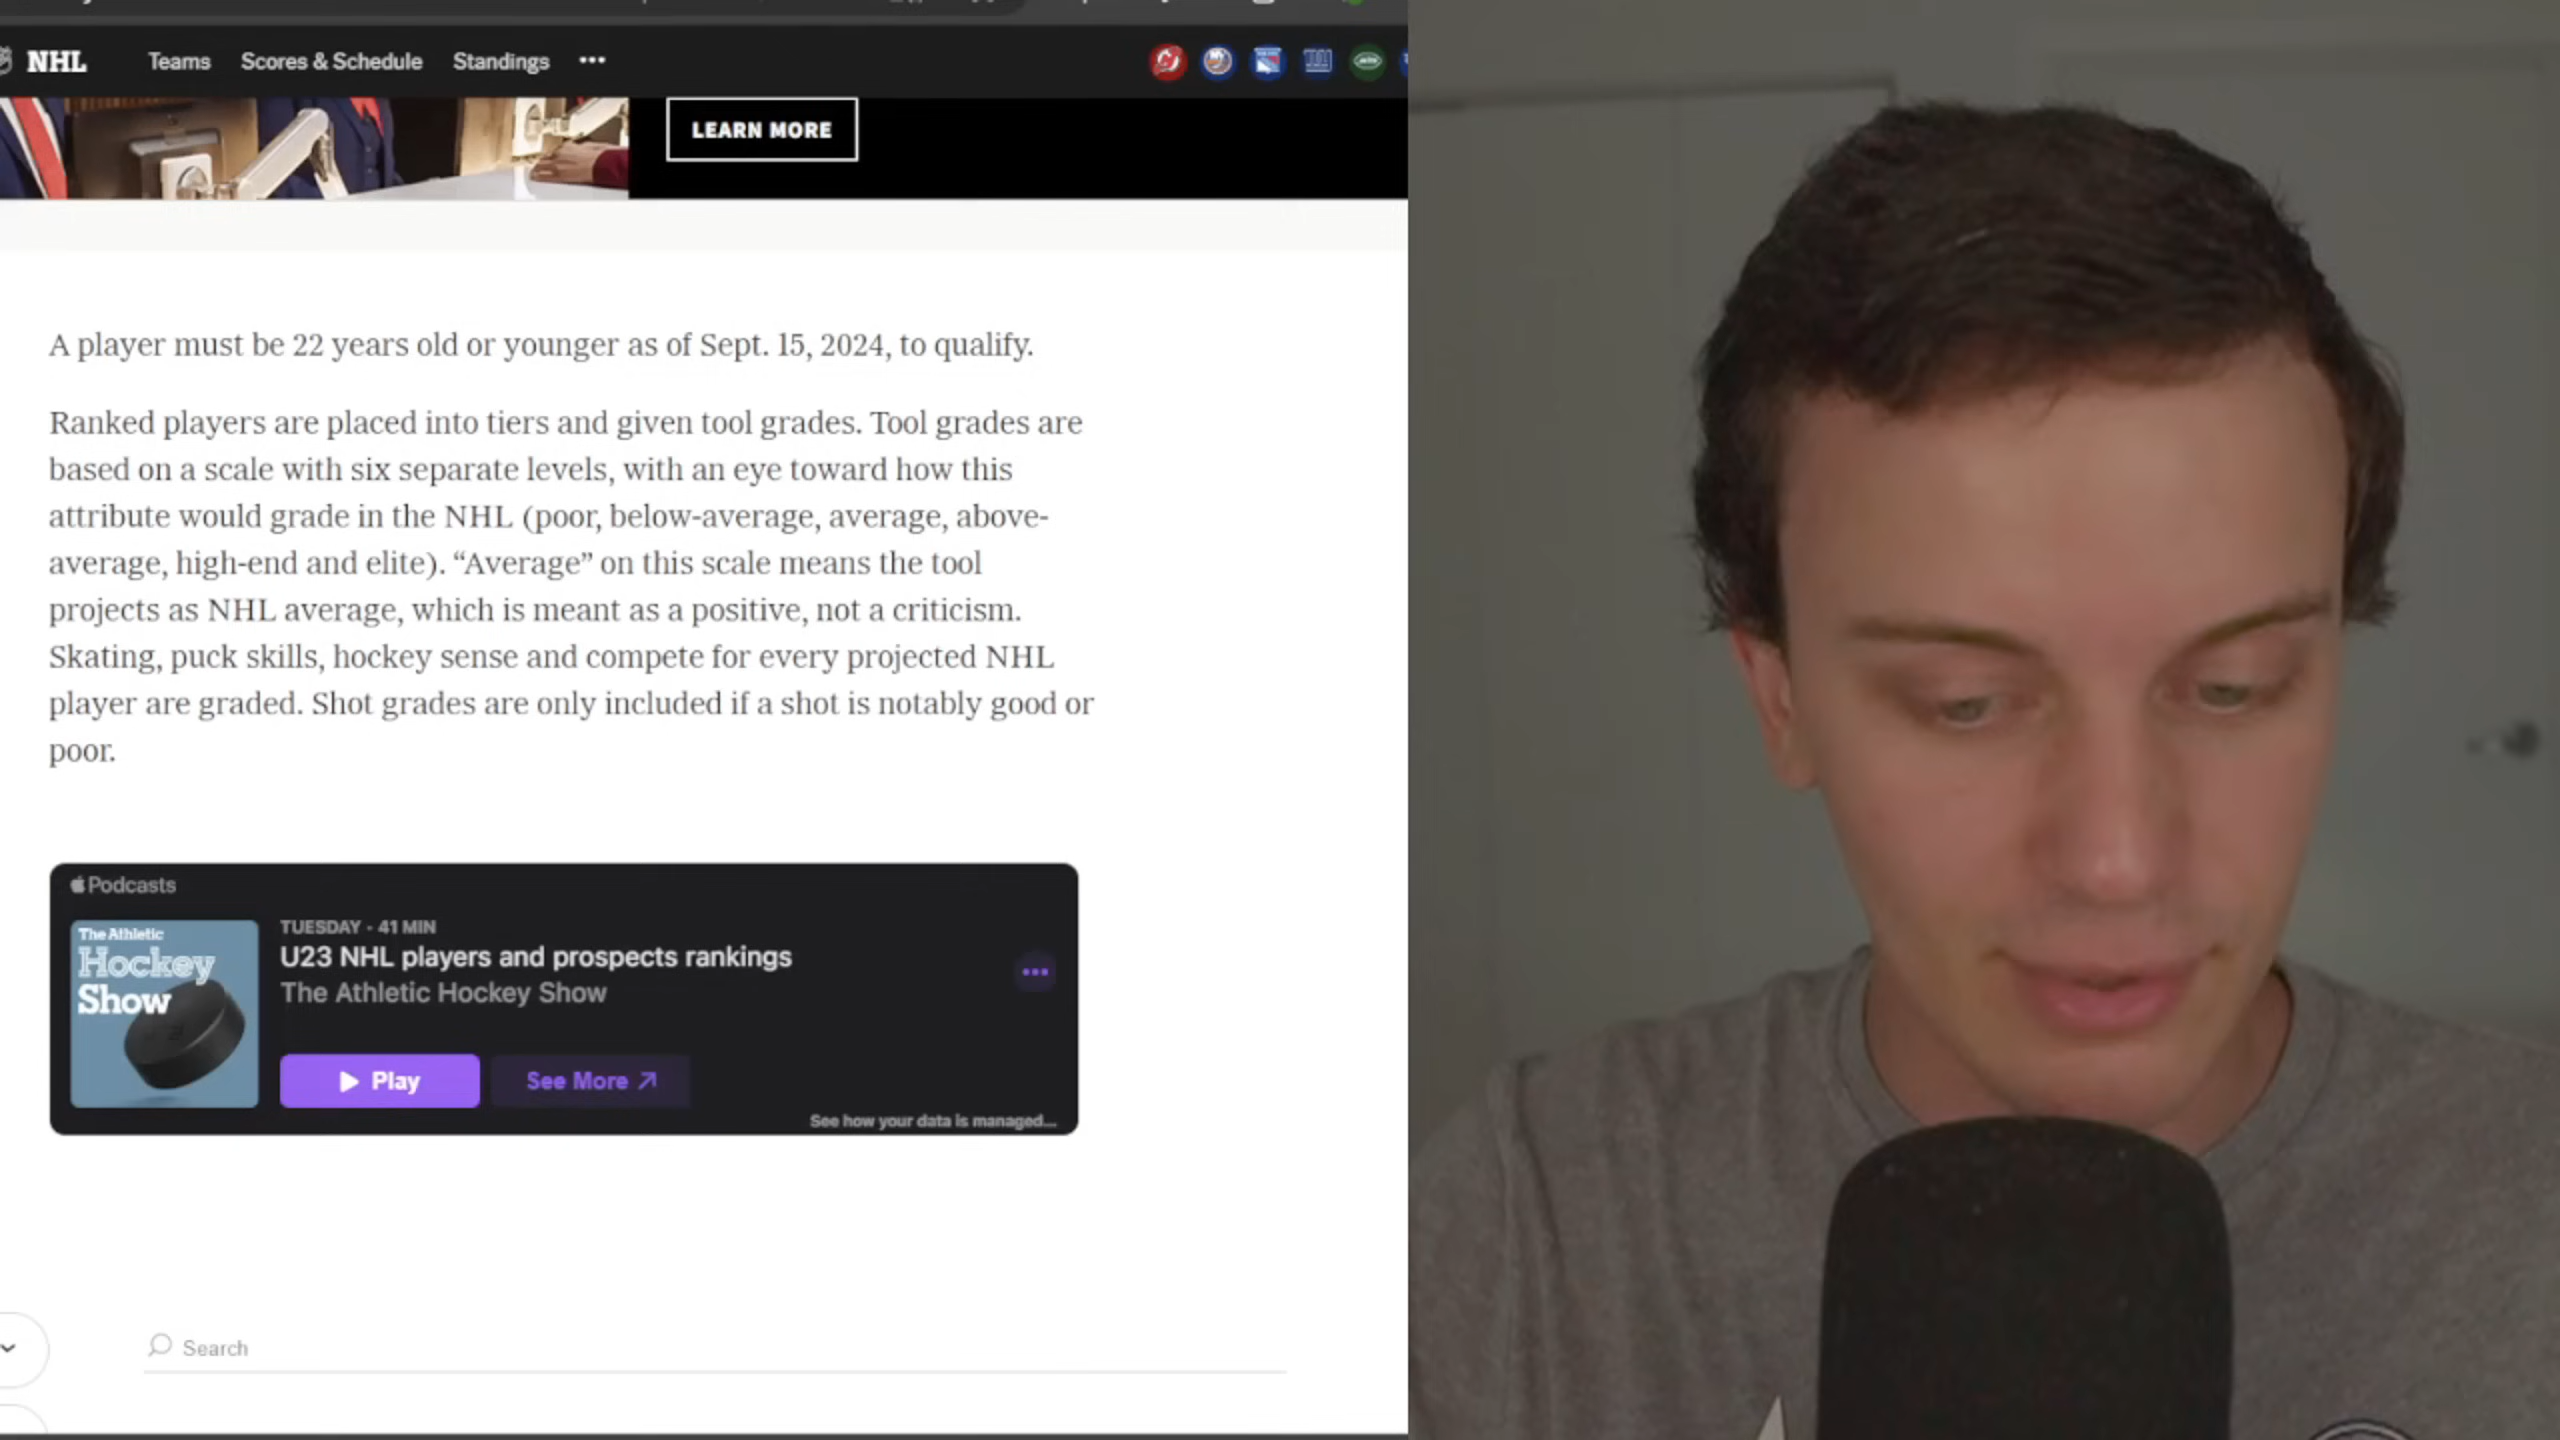 NHL Teams Scores & Schedule Standings
LEARN MORE
A player must be 22 years old or younger as of Sept. 15, 2024, to qualify.
Ranked players are placed into tiers and given tool grades. Tool grades are
based on a scale with six separate levels, with an eye toward how this
attribute would grade in the NHL (poor, below-average, average, above-
average, high-end and elite). “Average” on this scale means the tool
projects as NHL average, which is meant as a positive, not a criticism.
Skating, puck skills, hockey sense and compete for every projected NHL
player are graded. Shot grades are only included if a shot is notably good or
poor.
Podcasts
The Athletic
Hockey
Show
TUESDAY · 41 MIN
U23 NHL players and prospects rankings
The Athletic Hockey Show
Play
See More
See how your data is managed...
Search